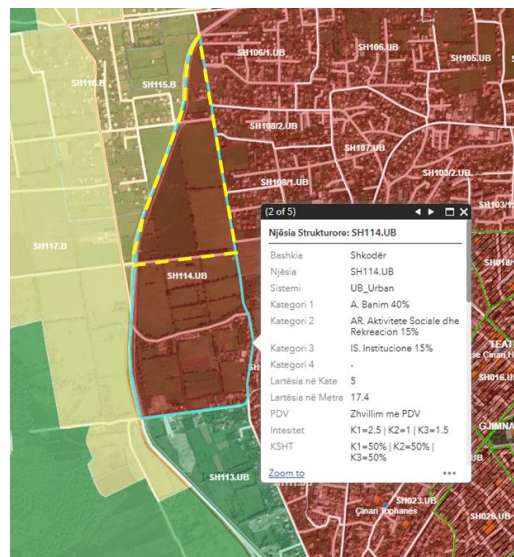 SH106/1.UB
SH106.UB
SH105.UB
SH116.B
SH115.B
SH108/2.UB
SH107.UB
SH103/2.UB
SH108/1.UB
SH117.B
SH114.UB
(2 of 5)
Njësia Strukturore: SH114.UB
Bashkia Shkodër
Njësia SH114.UB
Sistemi UB_Urban
Kategori 1 A. Banim 40%
Kategori 2 AR. Aktivitete Sociale dhe
Rekreacion 15%
Kategori 3 IS. Institucione 15%
Kategori 4 -
Lartësia në Kate 5
Lartësia në Metra 17.4
PDV Zhvillim me PDV
Intesitet K1=2.5 | K2=1 | K3=1.5
KSHT K1=50% | K2=50% |
K3=50%
Zoom to
SH113.UB
SH023.UB
Çinari Tophanës
SH026.UB